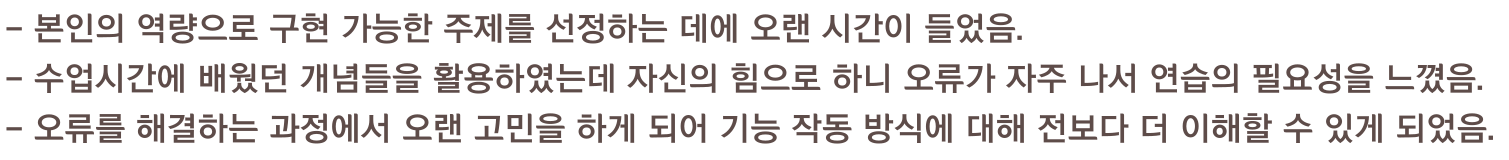 - 본인의 역량으로 구현 가능한 주제를 선정하는 데에 오랜 시간이 들었음.
- 수업시간에 배웠던 개념들을 활용하였는데 자신의 힘으로 하니 오류가 자주 나서 연습의 필요성을 느꼈음.
- 오류를 해결하는 과정에서 오랜 고민을 하게 되어 기능 작동 방식에 대해 전보다 더 이해할 수 있게 되었음.